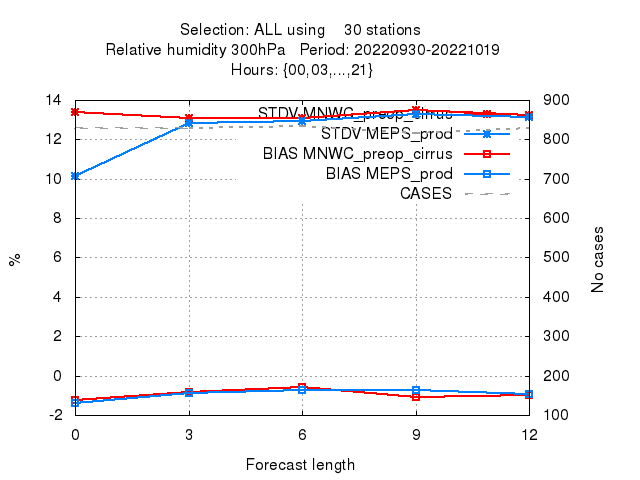 Selection: ALL using    30 stations
Relative humidity 300hPa   Period: 20220930-20221019
Hours: {00,03,...,21}
14
12
10
8
6
4
2
0
-2
%
STDV MNWC_preop_cirrus
STDV MEPS_prod
BIAS MNWC_preop_cirrus
BIAS MEPS_prod
CASES
900
800
700
600
500
400
300
200
100
No cases
0 3 6 9 12
Forecast length